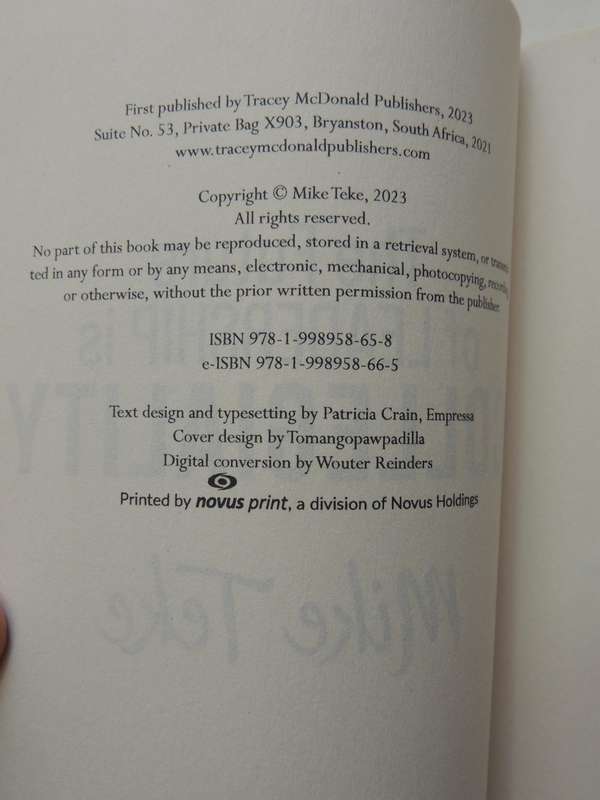 First published by Tracey McDonald Publishers, 2023
Suite No. 53, Private Bag X903, Bryanston, South Africa, 2021
www.traceymcdonaldpublishers.com
Copyright © Mike Teke, 2023
All rights reserved.
No part of this book may be reproduced, stored in a retrieval system, or transmit-
ted in any form or by any means, electronic, mechanical, photocopying, recording
or otherwise, without the prior written permission from the publisher.
ISBN 978-1-998958-65-8
e-ISBN 978-1-998958-66-5
Text design and typesetting by Patricia Crain, Empressa
Cover design by Tomangopawpadilla
Digital conversion by Wouter Reinders
Printed by novus print, a division of Novus Holdings
Mike Teke